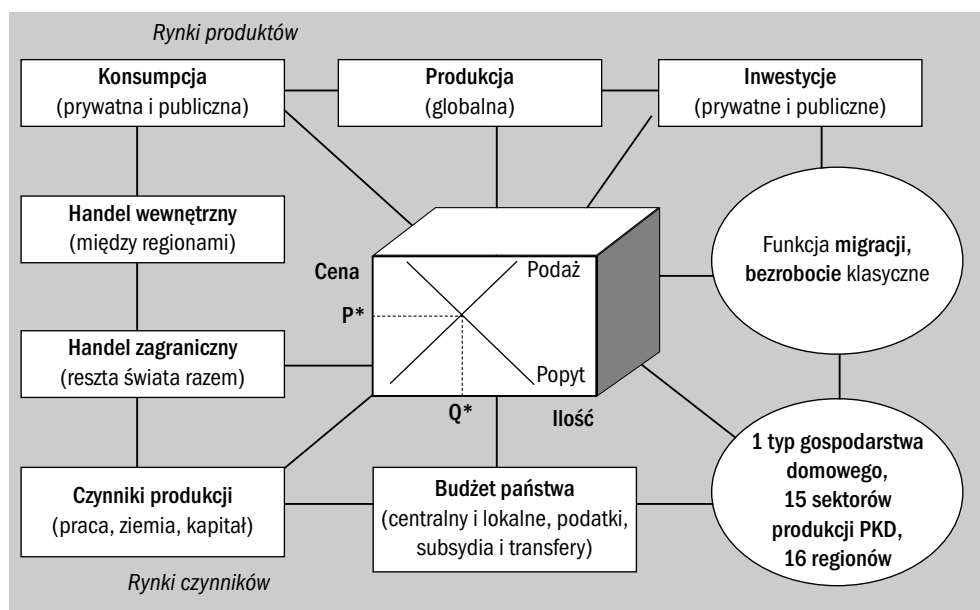 Rynki produktów
Konsumpcja
(prywatna i publiczna)
Produkcja
(globalna)
Inwestycje
(prywatne i publiczne)
Handel wewnętrzny
(między regionami)
Funkcja migracji,
bezrobocie klasyczne
Cena
Podaż
P*
Handel zagraniczny
(reszta świata razem)
Popyt
Q*
Ilość
Czynniki produkcji
(praca, ziemia, kapitał)
Budżet państwa
(centralny i lokalne, podatki,
subsydia i transfery)
1 typ gospodarstwa
domowego,
15 sektorów
produkcji PKD,
16 regionów
Rynki czynników